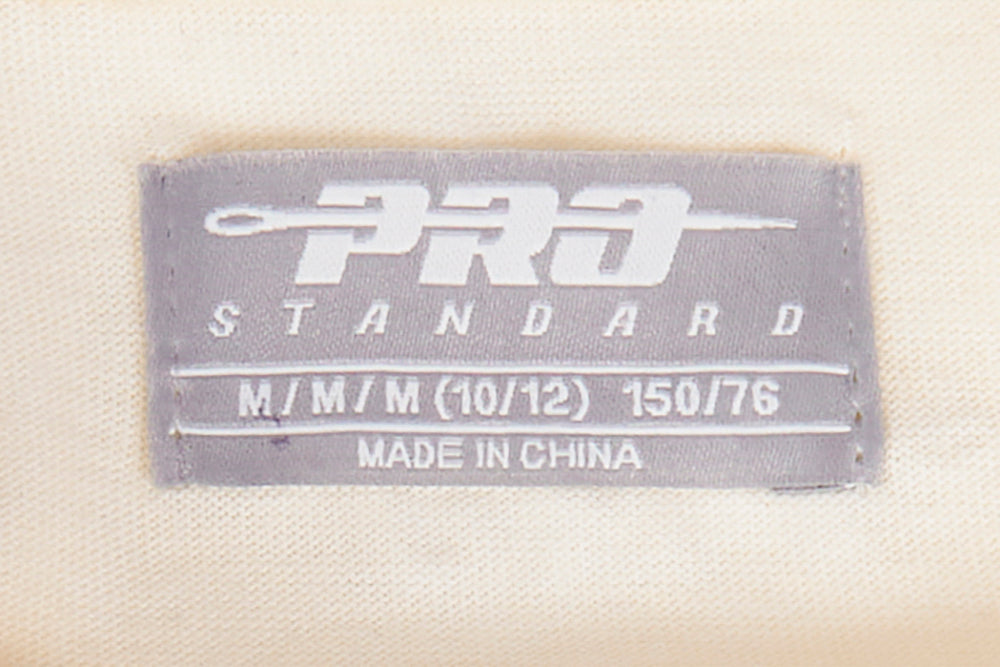 PRO
STANDARD
M/M/M (10/12) 150/76
MADE IN CHINA